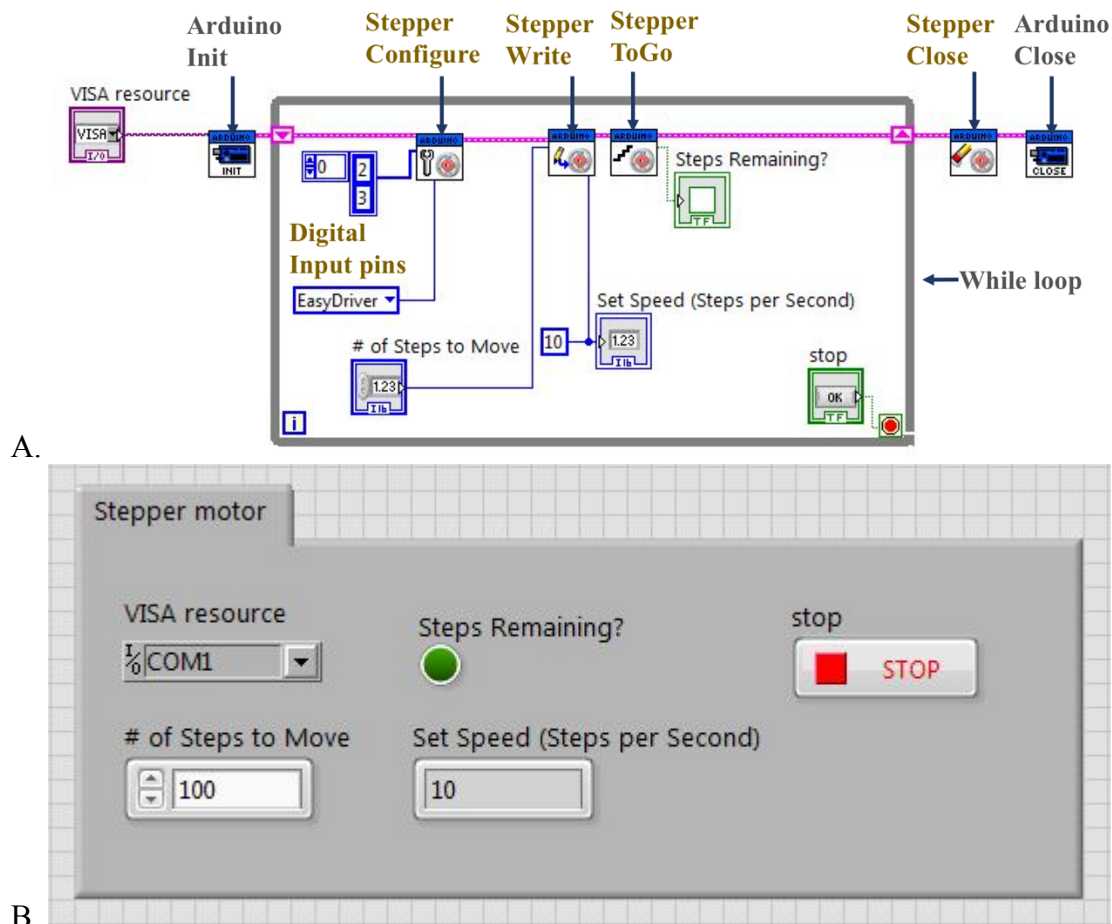 Arduino Init
Stepper Configure
Stepper Write
Stepper ToGo
Stepper Close
Arduino Close
VISA resource
VISA
I/O
ARDUINO
INIT
ARDUINO
ARDUINO
ARDUINO
ARDUINO
ARDUINO
CLOSE
0
2
3
Steps Remaining?
TF
Digital
Input pins
EasyDriver
While loop
Set Speed (Steps per Second)
10
1.23
# of Steps to Move
1.23
stop
OK
TF
i
A.
Stepper motor
VISA resource
I/O COM1
Steps Remaining?
stop
STOP
# of Steps to Move
100
Set Speed (Steps per Second)
10
B